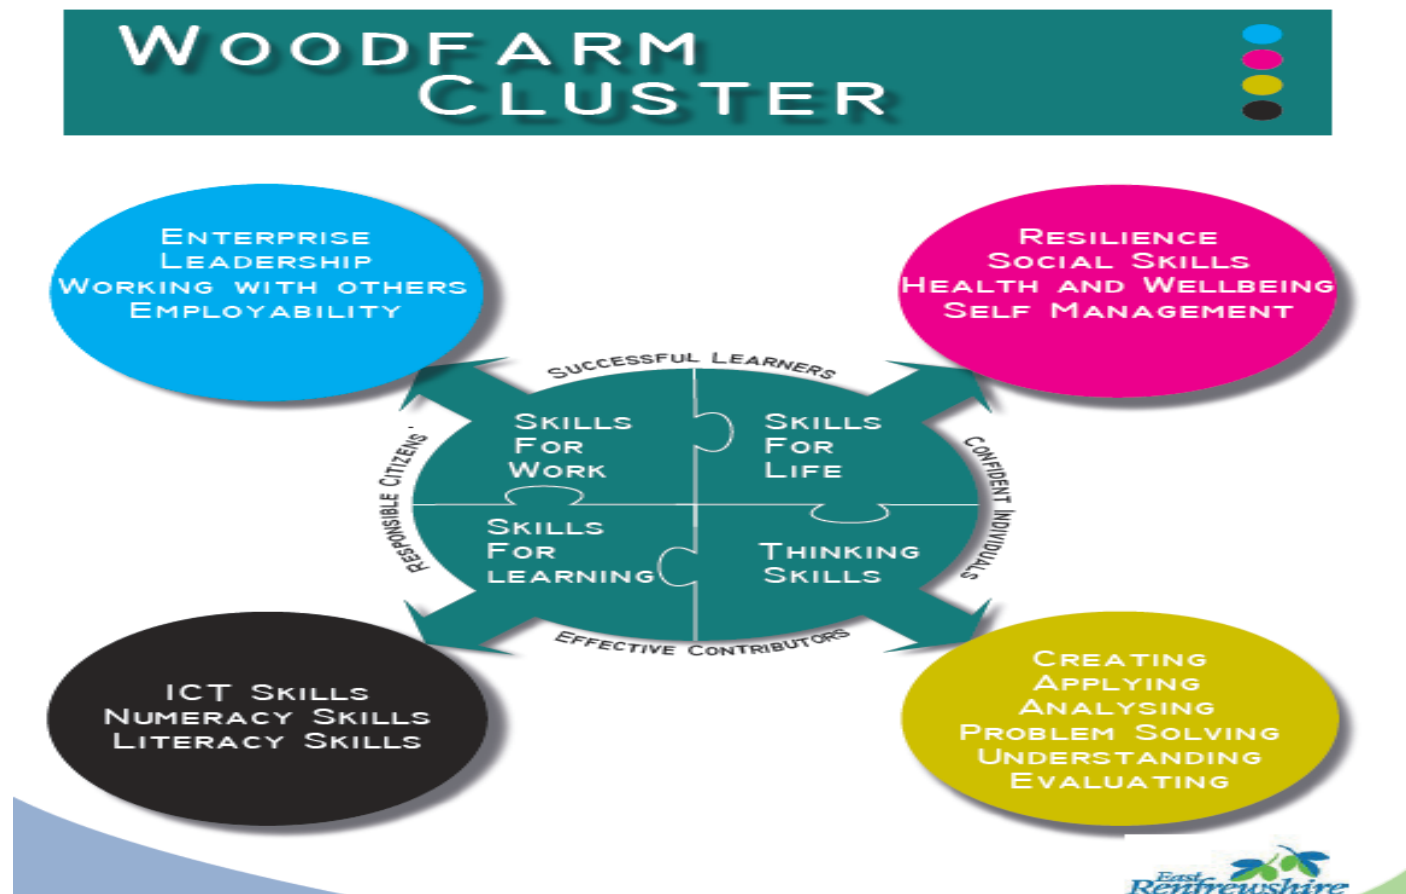 WOODFARM
CLUSTER
ENTERPRISE
LEADERSHIP
WORKING WITH OTHERS
EMPLOYABILITY
RESILIENCE
SOCIAL SKILLS
HEALTH AND WELLBEING
SELF MANAGEMENT
SUCCESSFUL LEARNERS
RESPONSIBLE CITIZENS'
CONFIDENT INDIVIDUALS
SKILLS
FOR
WORK
SKILLS
FOR
LIFE
SKILLS
FOR
LEARNING
THINKING
SKILLS
EFFECTIVE CONTRIBUTORS
ICT SKILLS
NUMERACY SKILLS
LITERACY SKILLS
CREATING
APPLYING
ANALYSING
PROBLEM SOLVING
UNDERSTANDING
EVALUATING
East
Renfrewshire